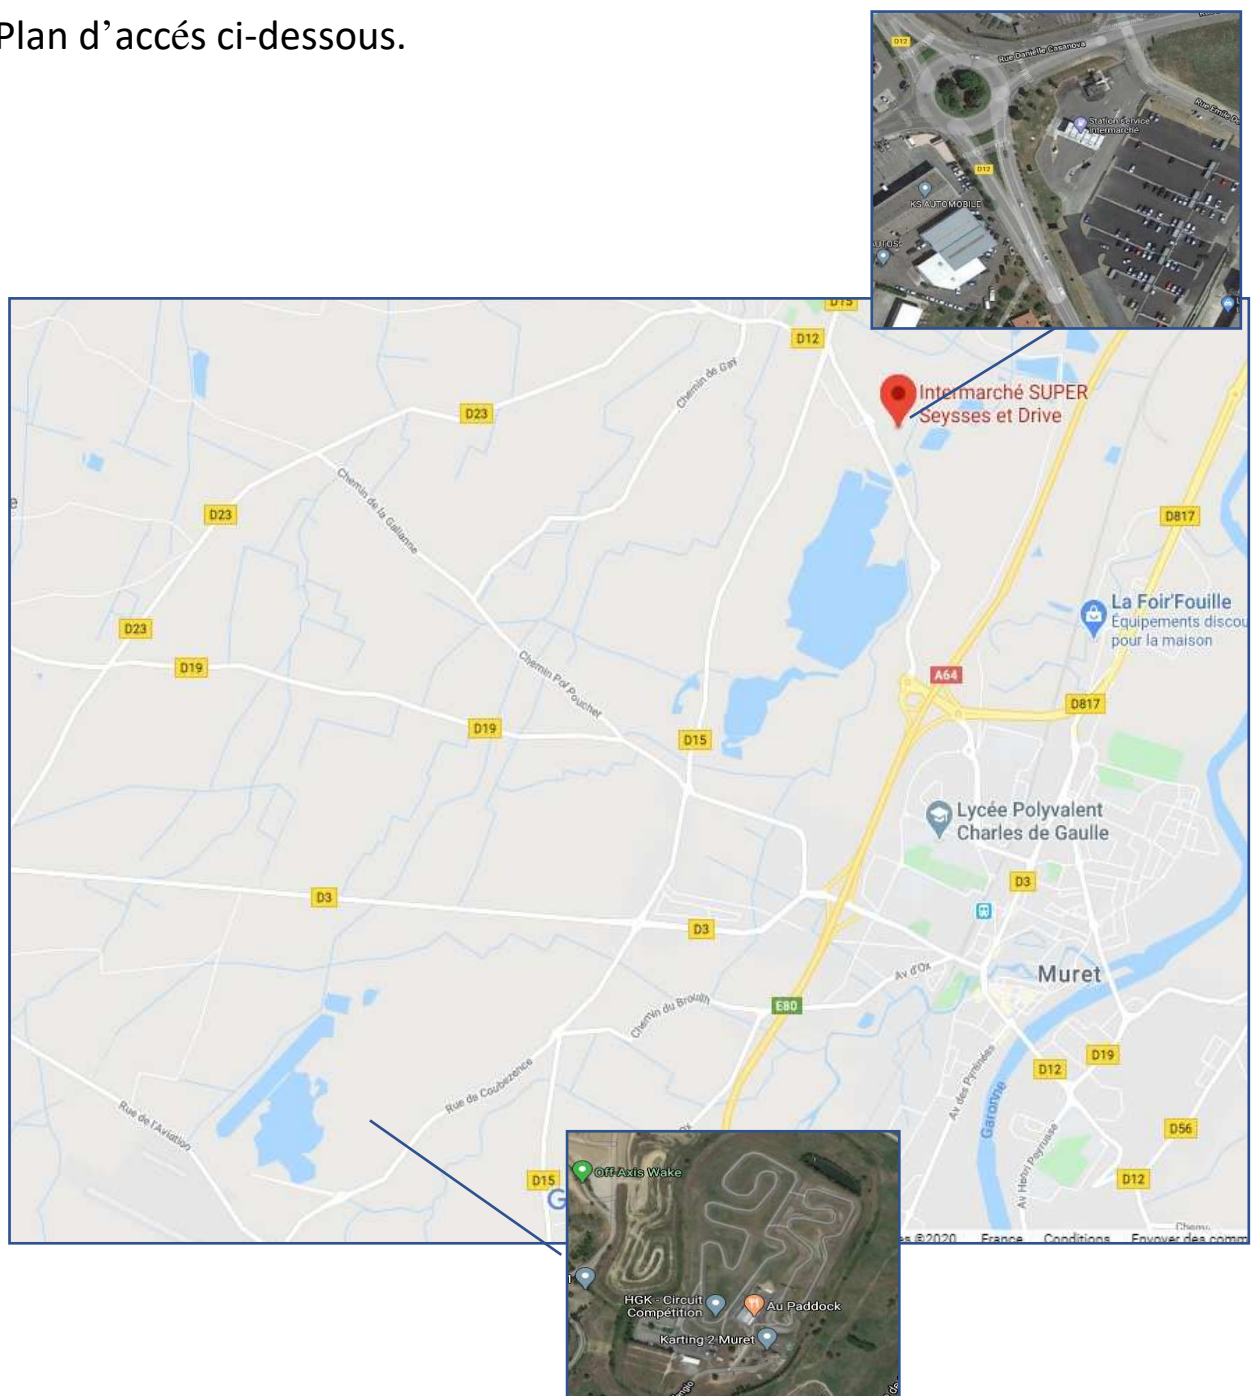 Plan d’accés ci-dessous.
D12
Rue Danielle Casanova
Rue Emile
Station service
Intermarché
D12
KS AUTOMOBILE
D15
D12
Chemin de Gay
Intermarché SUPER
Seysses et Drive
D23
Chemin de la Gallanne
D23
D817
La Foir'Fouille
Équipements discou
pour la maison
D23
D19
Chemin Pol Pouchet
A64
D817
D19
D15
Lycée Polyvalent
Charles de Gaulle
D3
D3
D3
Av d'Ox
Muret
E80
Chemin du Brouilh
D19
D12
Rue de Coubezence
Av des Pyrénées
Garonne
Rue de l'Aviation
D56
Av Henri Peyrusse
D15
D12
G
©2020
France
Conditions
Envoyer des comm
Off-Axis Wake
HGK - Circuit
Compétition
Au Paddock
Karting 2 Muret